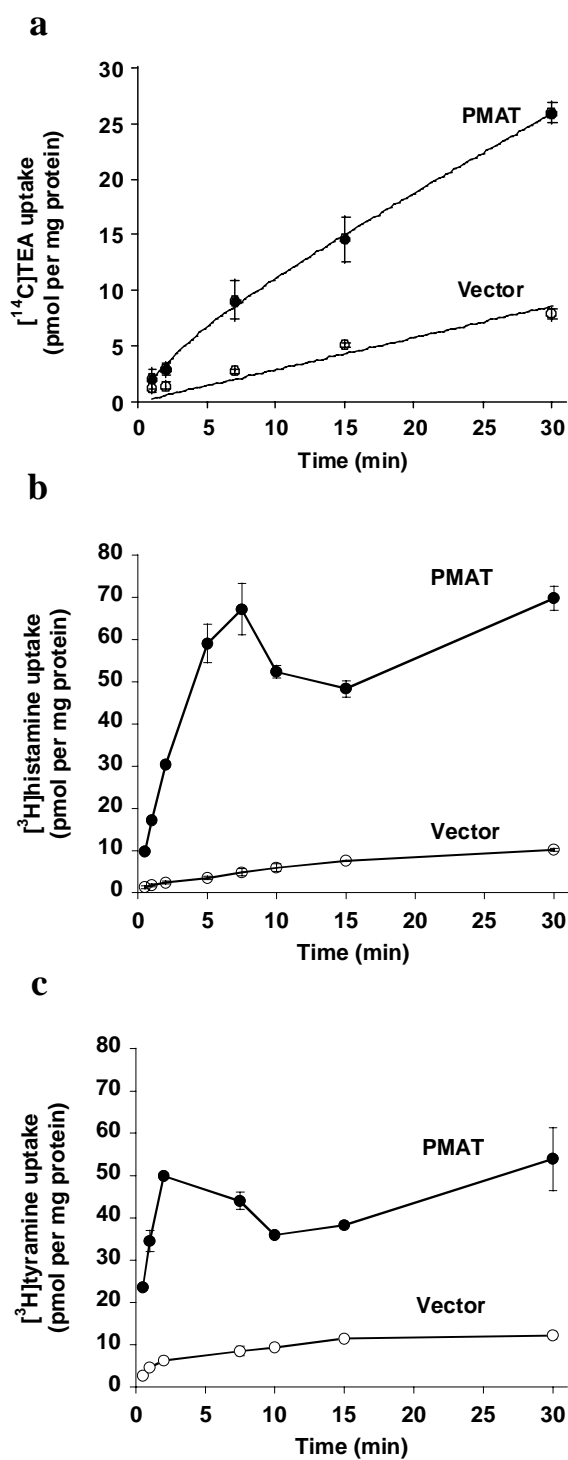 a
[¹⁴C]TEA uptake
(pmol per mg protein)
30
25
20
15
10
5
0
PMAT
Vector
0 5 10 15 20 25 30
Time (min)
b
[³H]histamine uptake
(pmol per mg protein)
80
70
60
50
40
30
20
10
0
PMAT
Vector
0 5 10 15 20 25 30
Time (min)
c
[³H]tyramine uptake
(pmol per mg protein)
80
70
60
50
40
30
20
10
0
PMAT
Vector
0 5 10 15 20 25 30
Time (min)